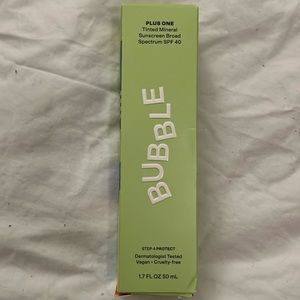 PLUS ONE
Tinted Mineral
Sunscreen Broad
Spectrum SPF 40
BUBBLE
STEP 4 PROTECT
Dermatologist Tested
Vegan • Cruelty-free
1.7 FL OZ 50 mL